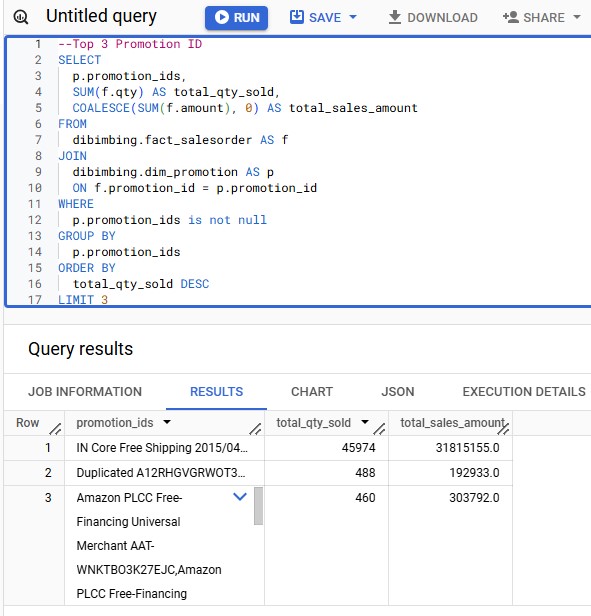 Untitled query RUN SAVE DOWNLOAD SHARE
1 --Top 3 Promotion ID
2 SELECT
3 p.promotion_ids,
4 SUM(f.qty) AS total_qty_sold,
5 COALESCE(SUM(f.amount), 0) AS total_sales_amount
6 FROM
7 dibimbing.fact_salesorder AS f
8 JOIN
9 dibimbing.dim_promotion AS p
10 ON f.promotion_id = p.promotion_id
11 WHERE
12 p.promotion_ids is not null
13 GROUP BY
14 p.promotion_ids
15 ORDER BY
16 total_qty_sold DESC
17 LIMIT 3
Query results
JOB INFORMATION RESULTS CHART JSON EXECUTION DETAILS
Row promotion_ids total_qty_sold total_sales_amount
1 IN Core Free Shipping 2015/04... 45974 31815155.0
2 Duplicated A12RHGVGRWOT3... 488 192933.0
3 Amazon PLCC Free- 460 303792.0
Financing Universal
Merchant AAT-
WNKTBO3K27EJC,Amazon
PLCC Free-Financing